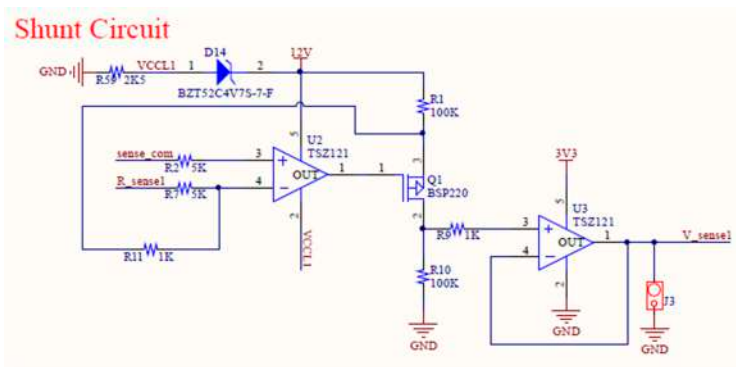 Shunt Circuit
D14
12V
GND
R59 2K5
VCCL1
1
2
BZT52C4V7S-7-F
R1
100K
5
U2
TSZ121
3
sense_com
R2 5K
3
+
OUT
1
1
Q1
BSP220
3V3
R_sense1
R7 5K
4
−
2
VCCL1
2
5
U3
TSZ121
R9 1K
3
+
OUT
1
V_sense1
4
−
R11 1K
R10
100K
2
J3
GND
GND
GND